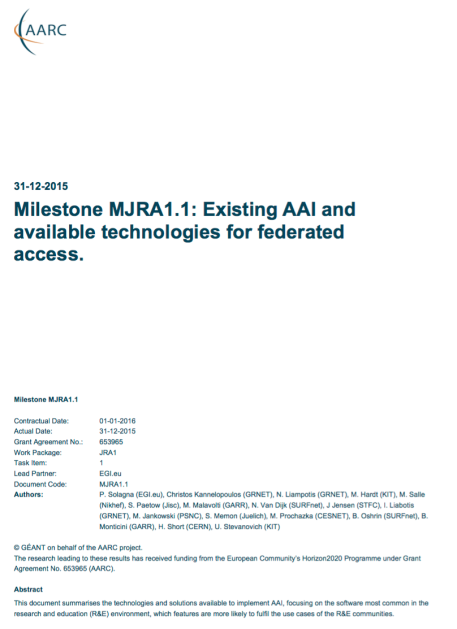 AARC
31-12-2015
Milestone MJRA1.1: Existing AAI and
available technologies for federated
access.
Milestone MJRA1.1
Contractual Date: 01-01-2016
Actual Date: 31-12-2015
Grant Agreement No.: 653965
Work Package: JRA1
Task Item: 1
Lead Partner: EGI.eu
Document Code: MJRA1.1
Authors: P. Solagna (EGI.eu), Christos Kannelopoulos (GRNET), N. Liampotis (GRNET), M. Hardt (KIT), M. Salle
(Nikhef), S. Paetow (Jisc), M. Malavolti (GARR), N. Van Dijk (SURFnet), J Jensen (STFC), I. Liabotis
(GRNET), M. Jankowski (PSNC), S. Memon (Juelich), M. Prochazka (CESNET), B. Oshrin (SURFnet), B.
Monticini (GARR), H. Short (CERN), U. Stevanovich (KIT)
© GÉANT on behalf of the AARC project.
The research leading to these results has received funding from the European Community's Horizon2020 Programme under Grant
Agreement No. 653965 (AARC).
Abstract
This document summarises the technologies and solutions available to implement AAI, focusing on the software most common in the
research and education (R&E) environment, which features are more likely to fulfil the use cases of the R&E communities.